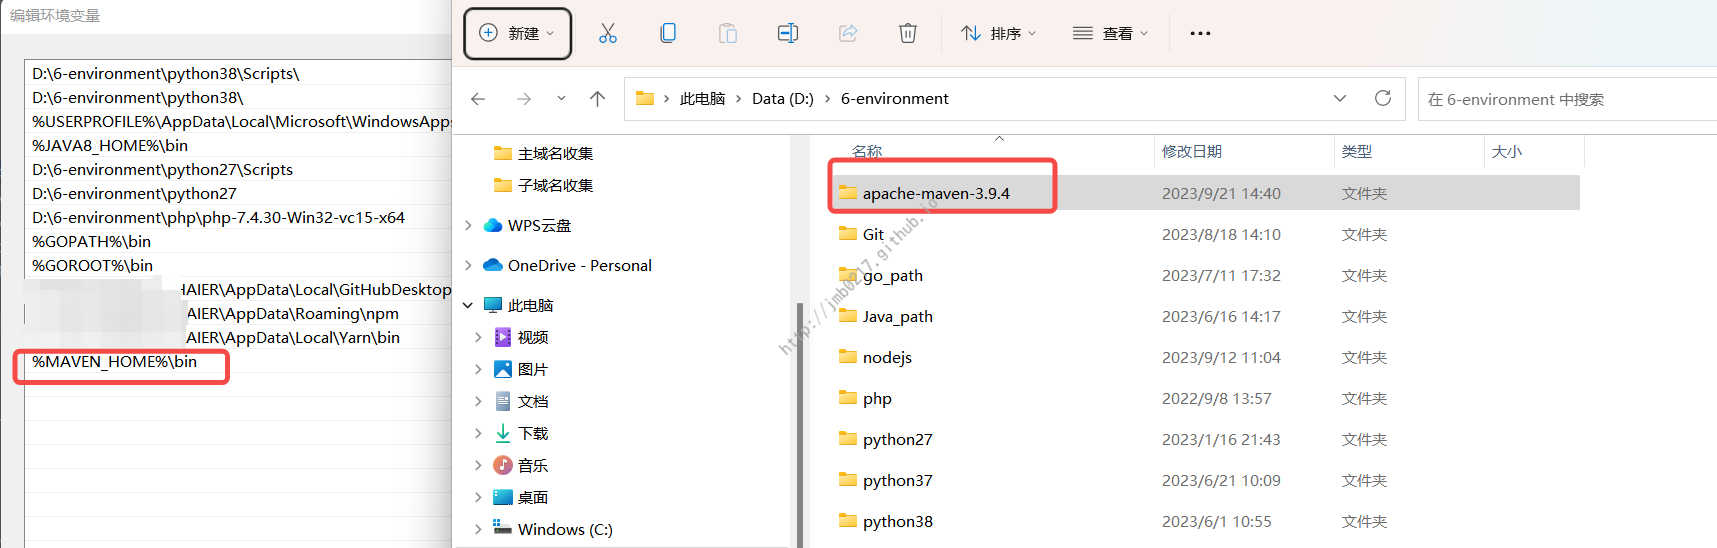 编辑环境变量
D:\6-environment\python38\Scripts\
D:\6-environment\python38\
%USERPROFILE%\AppData\Local\Microsoft\WindowsApps
%JAVA8_HOME%\bin
D:\6-environment\python27\Scripts
D:\6-environment\python27
D:\6-environment\php\php-7.4.30-Win32-vc15-x64
%GOPATH%\bin
%GOROOT%\bin
HAIER\AppData\Local\GitHubDesktop
AIER\AppData\Roaming\npm
AIER\AppData\Local\Yarn\bin
%MAVEN_HOME%\bin
新建
排序
查看
此电脑 > Data (D:) > 6-environment
在 6-environment 中搜索
主域名收集
子域名收集
WPS云盘
OneDrive - Personal
此电脑
视频
图片
文档
下载
音乐
桌面
Windows (C:)
名称 修改日期 类型 大小
apache-maven-3.9.4 2023/9/21 14:40 文件夹
Git 2023/8/18 14:10 文件夹
go_path 2023/7/11 17:32 文件夹
Java_path 2023/6/16 14:17 文件夹
nodejs 2023/9/12 11:04 文件夹
php 2022/9/8 13:57 文件夹
python27 2023/1/16 21:43 文件夹
python37 2023/6/21 10:09 文件夹
python38 2023/6/1 10:55 文件夹
http://jmb0217.github.io